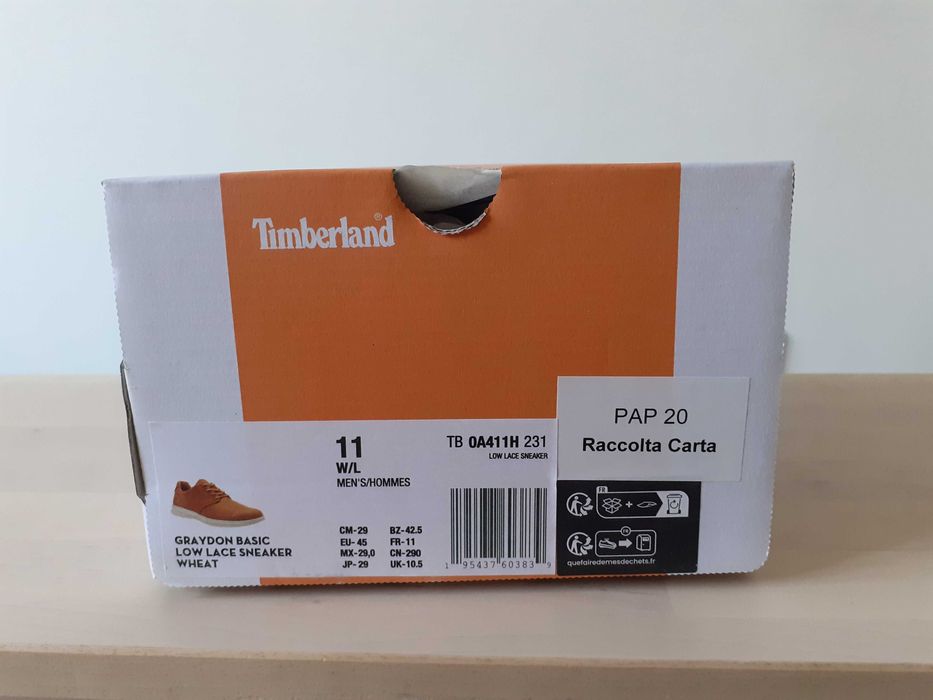 Timberland®
PAP 20
Raccolta Carta
11
W/L
MEN'S/HOMMES
TB 0A411H 231
LOW LACE SNEAKER
GRAYDON BASIC
LOW LACE SNEAKER
WHEAT
CM-29 BZ-42.5
EU-45 FR-11
MX-29,0 CN-290
JP-29 UK-10.5
1 95437 60383 9
FR
FR
quefairedemesdechets.fr